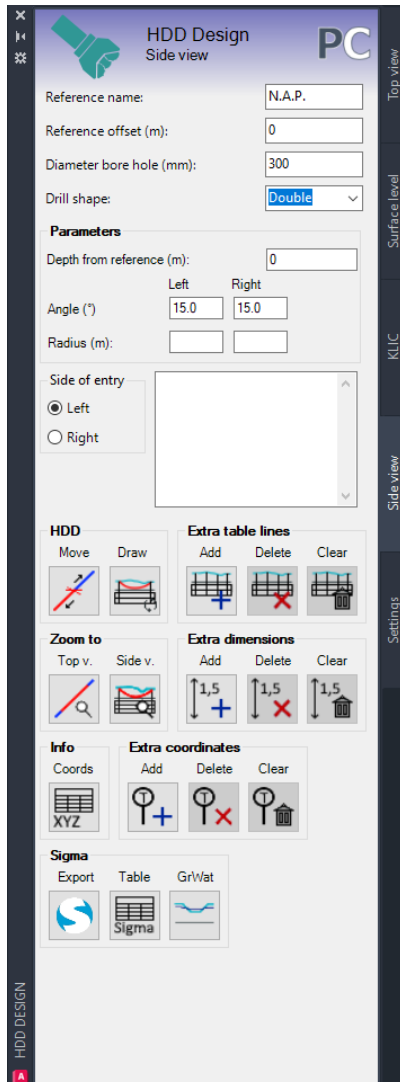 HDD Design
Side view
PC
Reference name: N.A.P.
Reference offset (m): 0
Diameter bore hole (mm): 300
Drill shape: Double
Parameters
Depth from reference (m): 0
Left Right
Angle (°) 15.0 15.0
Radius (m):
Side of entry
Left
Right
HDD
Move Draw
Extra table lines
Add Delete Clear
Zoom to
Top v. Side v.
Extra dimensions
Add Delete Clear
1,5 1,5 1,5
Info
Coords
XYZ
Extra coordinates
Add Delete Clear
T T T
Sigma
Export Table GrWat
S Sigma
Top view
Surface level
KLIC
Side view
Settings
HDD DESIGN
A